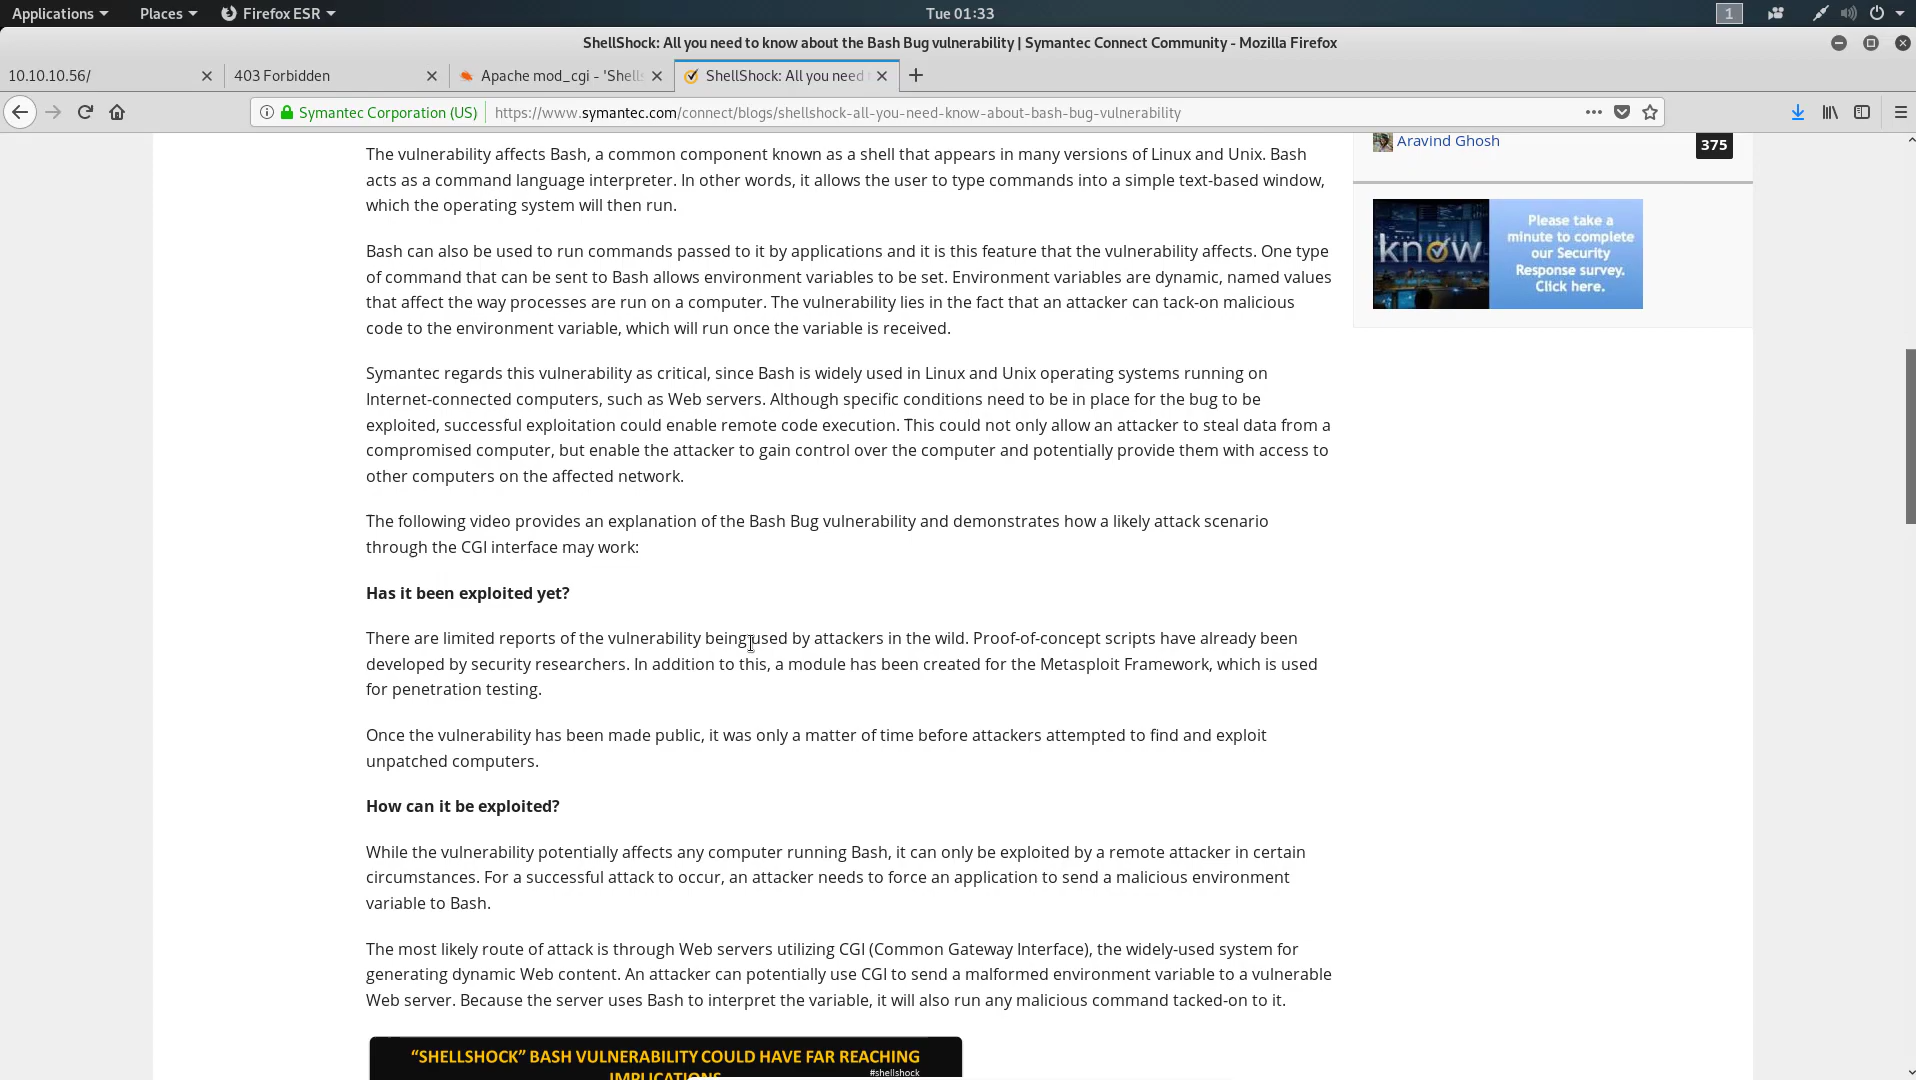 Applications Places Firefox ESR Tue 01:33 1
ShellShock: All you need to know about the Bash Bug vulnerability | Symantec Connect Community - Mozilla Firefox
10.10.10.56/ 403 Forbidden Apache mod_cgi - 'Shells ShellShock: All you need
Symantec Corporation (US) https://www.symantec.com/connect/blogs/shellshock-all-you-need-know-about-bash-bug-vulnerability
The vulnerability affects Bash, a common component known as a shell that appears in many versions of Linux and Unix. Bash
acts as a command language interpreter. In other words, it allows the user to type commands into a simple text-based window,
which the operating system will then run.
Bash can also be used to run commands passed to it by applications and it is this feature that the vulnerability affects. One type
of command that can be sent to Bash allows environment variables to be set. Environment variables are dynamic, named values
that affect the way processes are run on a computer. The vulnerability lies in the fact that an attacker can tack-on malicious
code to the environment variable, which will run once the variable is received.
Symantec regards this vulnerability as critical, since Bash is widely used in Linux and Unix operating systems running on
Internet-connected computers, such as Web servers. Although specific conditions need to be in place for the bug to be
exploited, successful exploitation could enable remote code execution. This could not only allow an attacker to steal data from a
compromised computer, but enable the attacker to gain control over the computer and potentially provide them with access to
other computers on the affected network.
The following video provides an explanation of the Bash Bug vulnerability and demonstrates how a likely attack scenario
through the CGI interface may work:
Has it been exploited yet?
There are limited reports of the vulnerability being used by attackers in the wild. Proof-of-concept scripts have already been
developed by security researchers. In addition to this, a module has been created for the Metasploit Framework, which is used
for penetration testing.
Once the vulnerability has been made public, it was only a matter of time before attackers attempted to find and exploit
unpatched computers.
How can it be exploited?
While the vulnerability potentially affects any computer running Bash, it can only be exploited by a remote attacker in certain
circumstances. For a successful attack to occur, an attacker needs to force an application to send a malicious environment
variable to Bash.
The most likely route of attack is through Web servers utilizing CGI (Common Gateway Interface), the widely-used system for
generating dynamic Web content. An attacker can potentially use CGI to send a malformed environment variable to a vulnerable
Web server. Because the server uses Bash to interpret the variable, it will also run any malicious command tacked-on to it.
"SHELLSHOCK" BASH VULNERABILITY COULD HAVE FAR REACHING
IMPLICATIONS
#shellshock
Aravind Ghosh 375
know
Please take a
minute to complete
our Security
Response survey.
Click here.